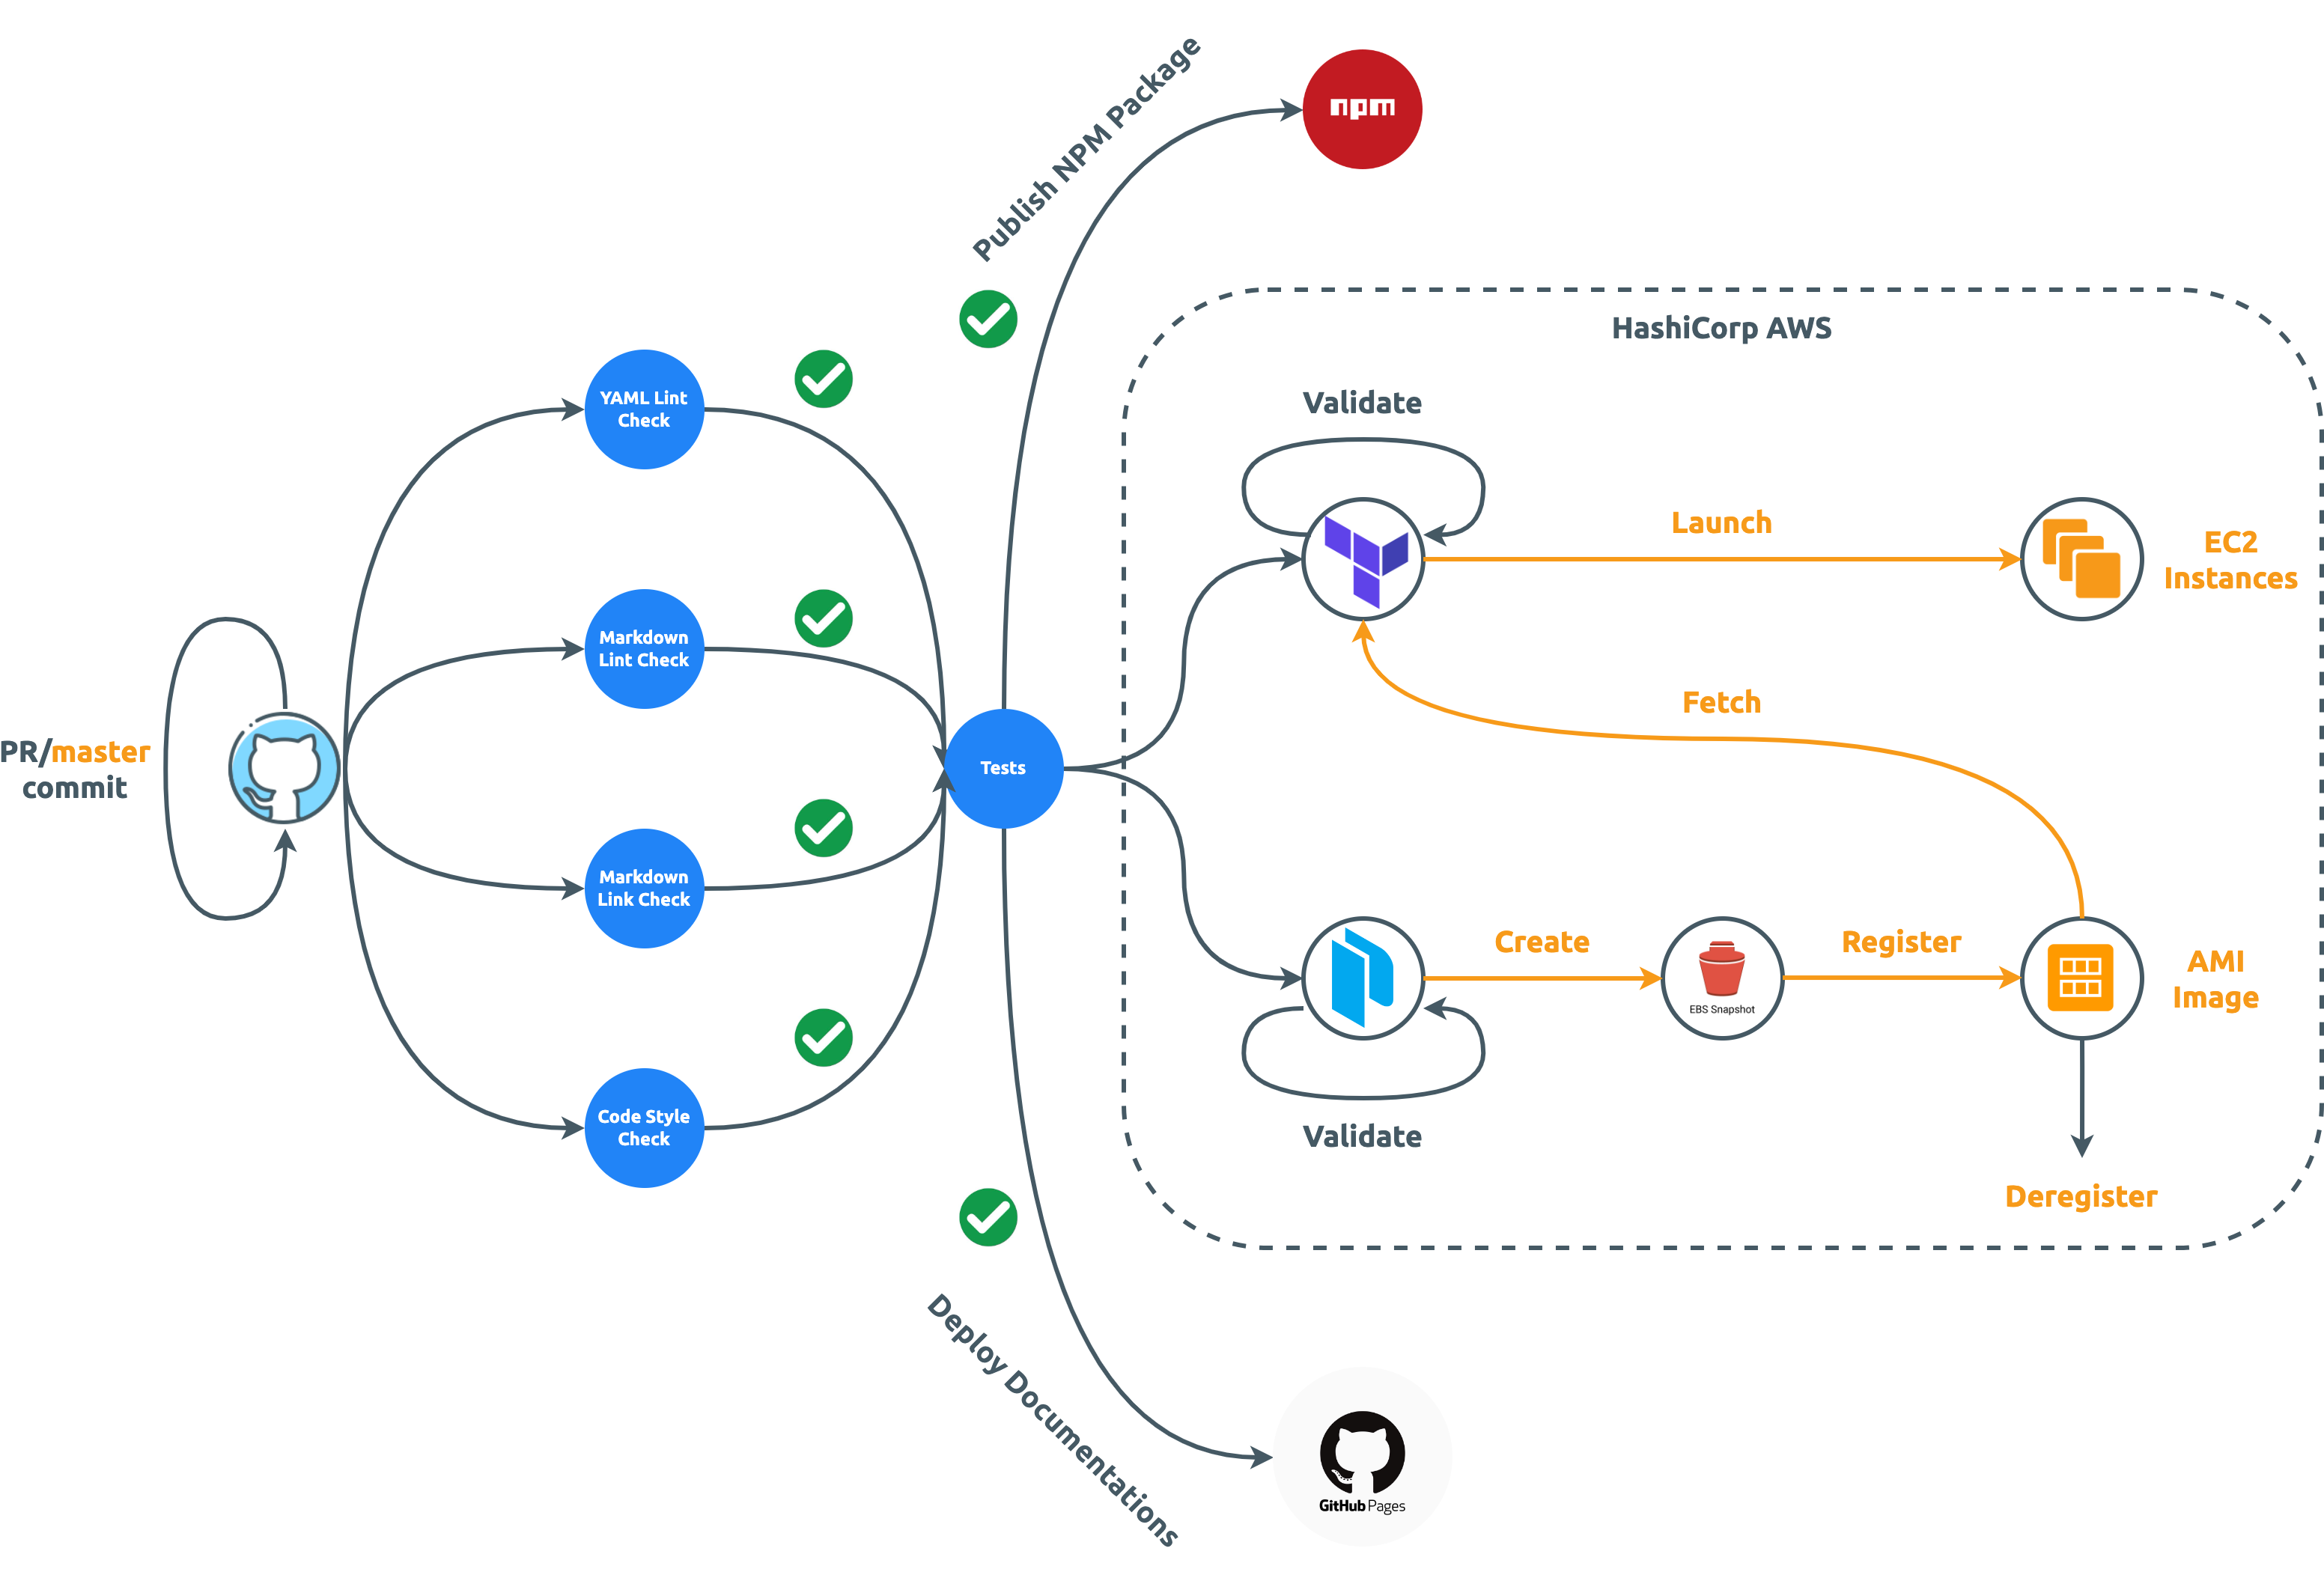 Publish NPM Package
npm
HashiCorp AWS
YAML Lint
Check
Validate
Launch
EC2
Instances
Markdown
Lint Check
Fetch
PR/master
commit
Tests
Markdown
Link Check
Create
Register
AMI
Image
EBS Snapshot
Code Style
Check
Validate
Deregister
Deploy Documentations
GitHub Pages